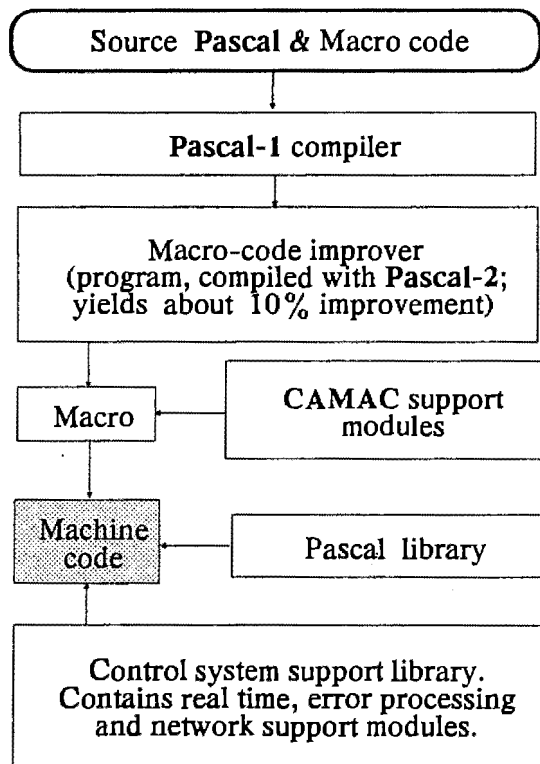 Source Pascal & Macro code
Pascal-1 compiler
Macro-code improver
(program, compiled with Pascal-2;
yields about 10% improvement)
Macro
CAMAC support
modules
Machine
code
Pascal library
Control system support library.
Contains real time, error processing
and network support modules.